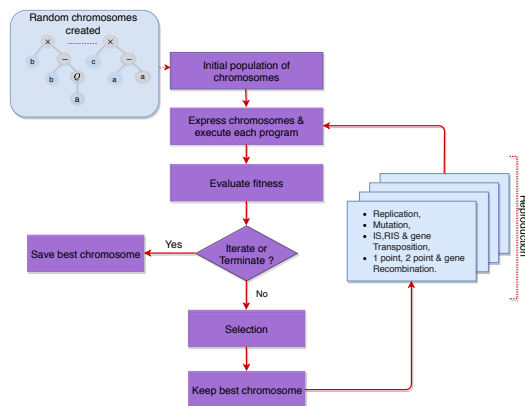 Random chromosomes
created
× ........... ×
b − c −
b Q a a
a
Initial population of
chromosomes
Express chromosomes &
execute each program
Evaluate fitness
Iterate or
Terminate ?
Yes
Save best chromosome
No
Selection
Keep best chromosome
• Replication,
• Mutation,
• IS,RIS & gene
Transposition,
• 1 point, 2 point & gene
Recombination.
Reproduction